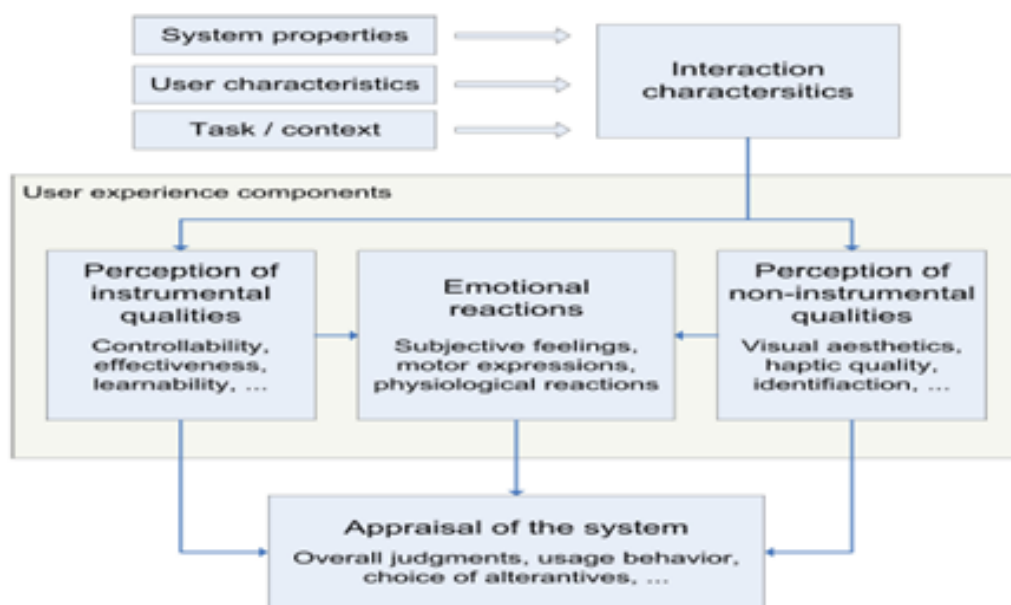 System properties
User characteristics
Task / context
Interaction
charactersitics
User experience components
Perception of
instrumental
qualities
Controllability,
effectiveness,
learnability, ...
Emotional
reactions
Subjective feelings,
motor expressions,
physiological reactions
Perception of
non-instrumental
qualities
Visual aesthetics,
haptic quality,
identifiaction, ...
Appraisal of the system
Overall judgments, usage behavior,
choice of alterantives, ...